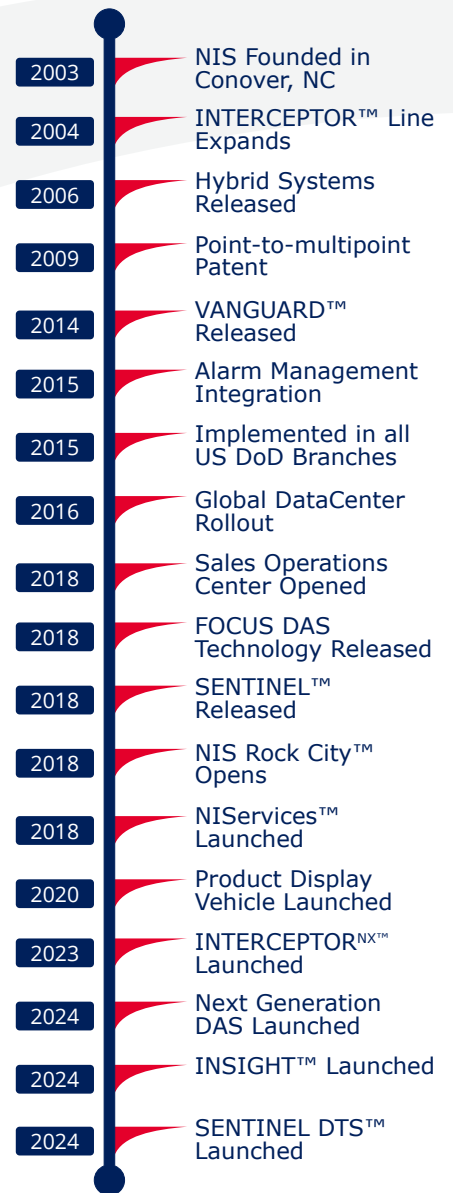 2003
NIS Founded in
Conover, NC
2004
INTERCEPTOR™ Line
Expands
2006
Hybrid Systems
Released
2009
Point-to-multipoint
Patent
2014
VANGUARD™
Released
2015
Alarm Management
Integration
2015
Implemented in all
US DoD Branches
2016
Global DataCenter
Rollout
2018
Sales Operations
Center Opened
2018
FOCUS DAS
Technology Released
2018
SENTINEL™
Released
2018
NIS Rock City™
Opens
2018
NIServices™
Launched
2020
Product Display
Vehicle Launched
2023
INTERCEPTORNX™
Launched
2024
Next Generation
DAS Launched
2024
INSIGHT™ Launched
2024
SENTINEL DTS™
Launched